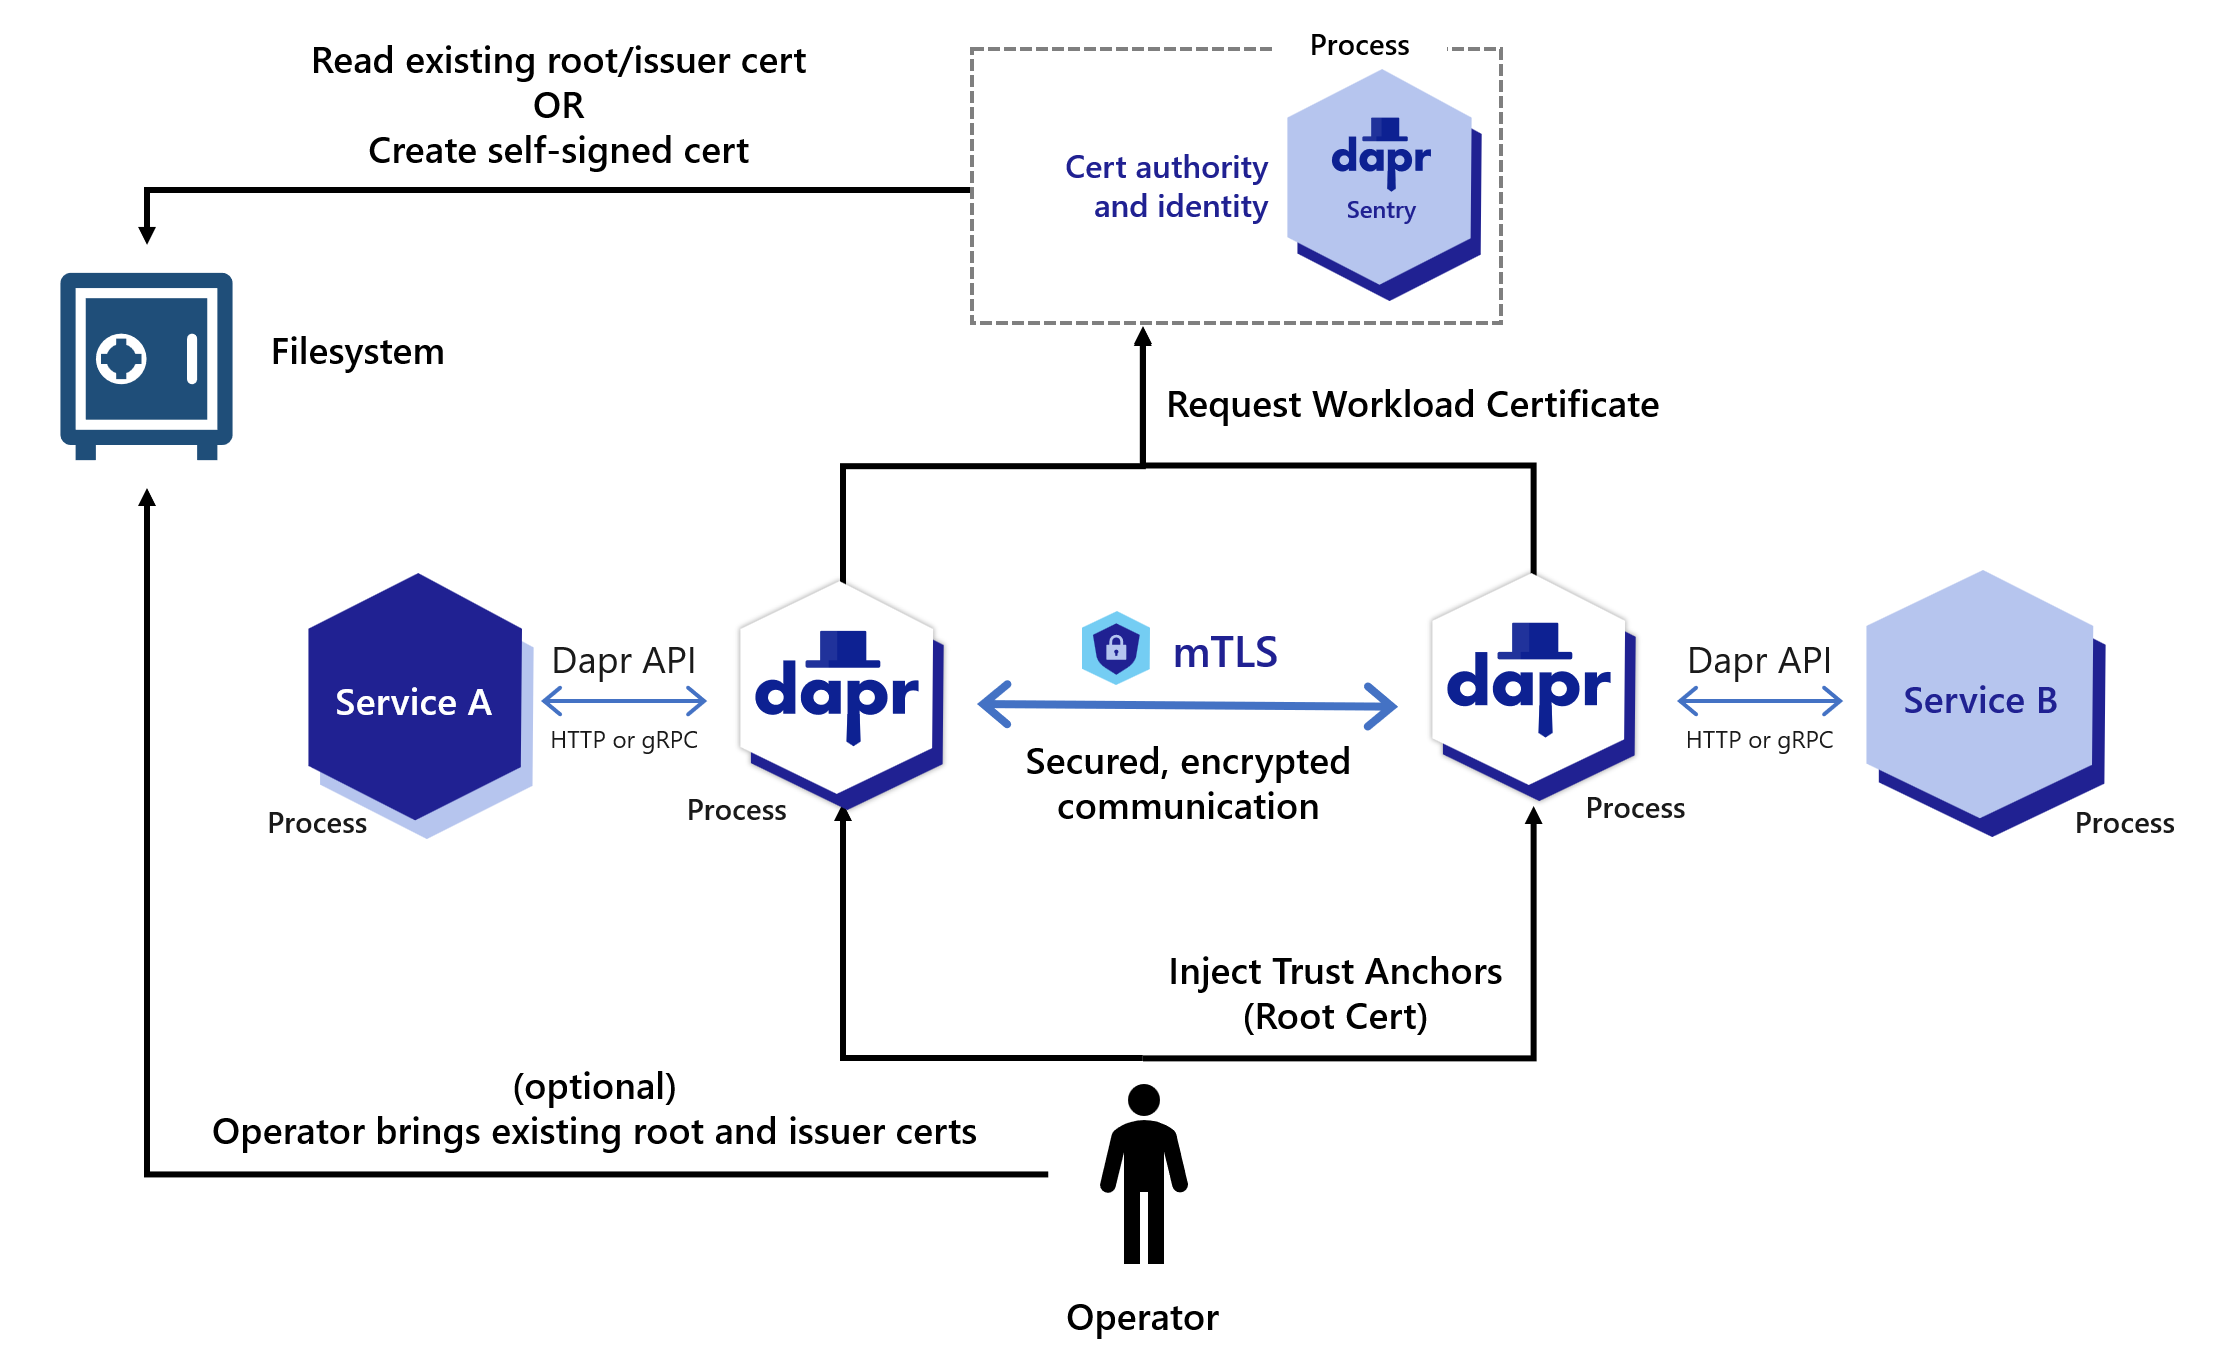 Read existing root/issuer cert
OR
Create self-signed cert
Process
Cert authority
and identity
dapr
Sentry
Filesystem
Request Workload Certificate
Service A
Process
Dapr API
HTTP or gRPC
dapr
Process
mTLS
Secured, encrypted
communication
dapr
Process
Dapr API
HTTP or gRPC
Service B
Process
Inject Trust Anchors
(Root Cert)
(optional)
Operator brings existing root and issuer certs
Operator